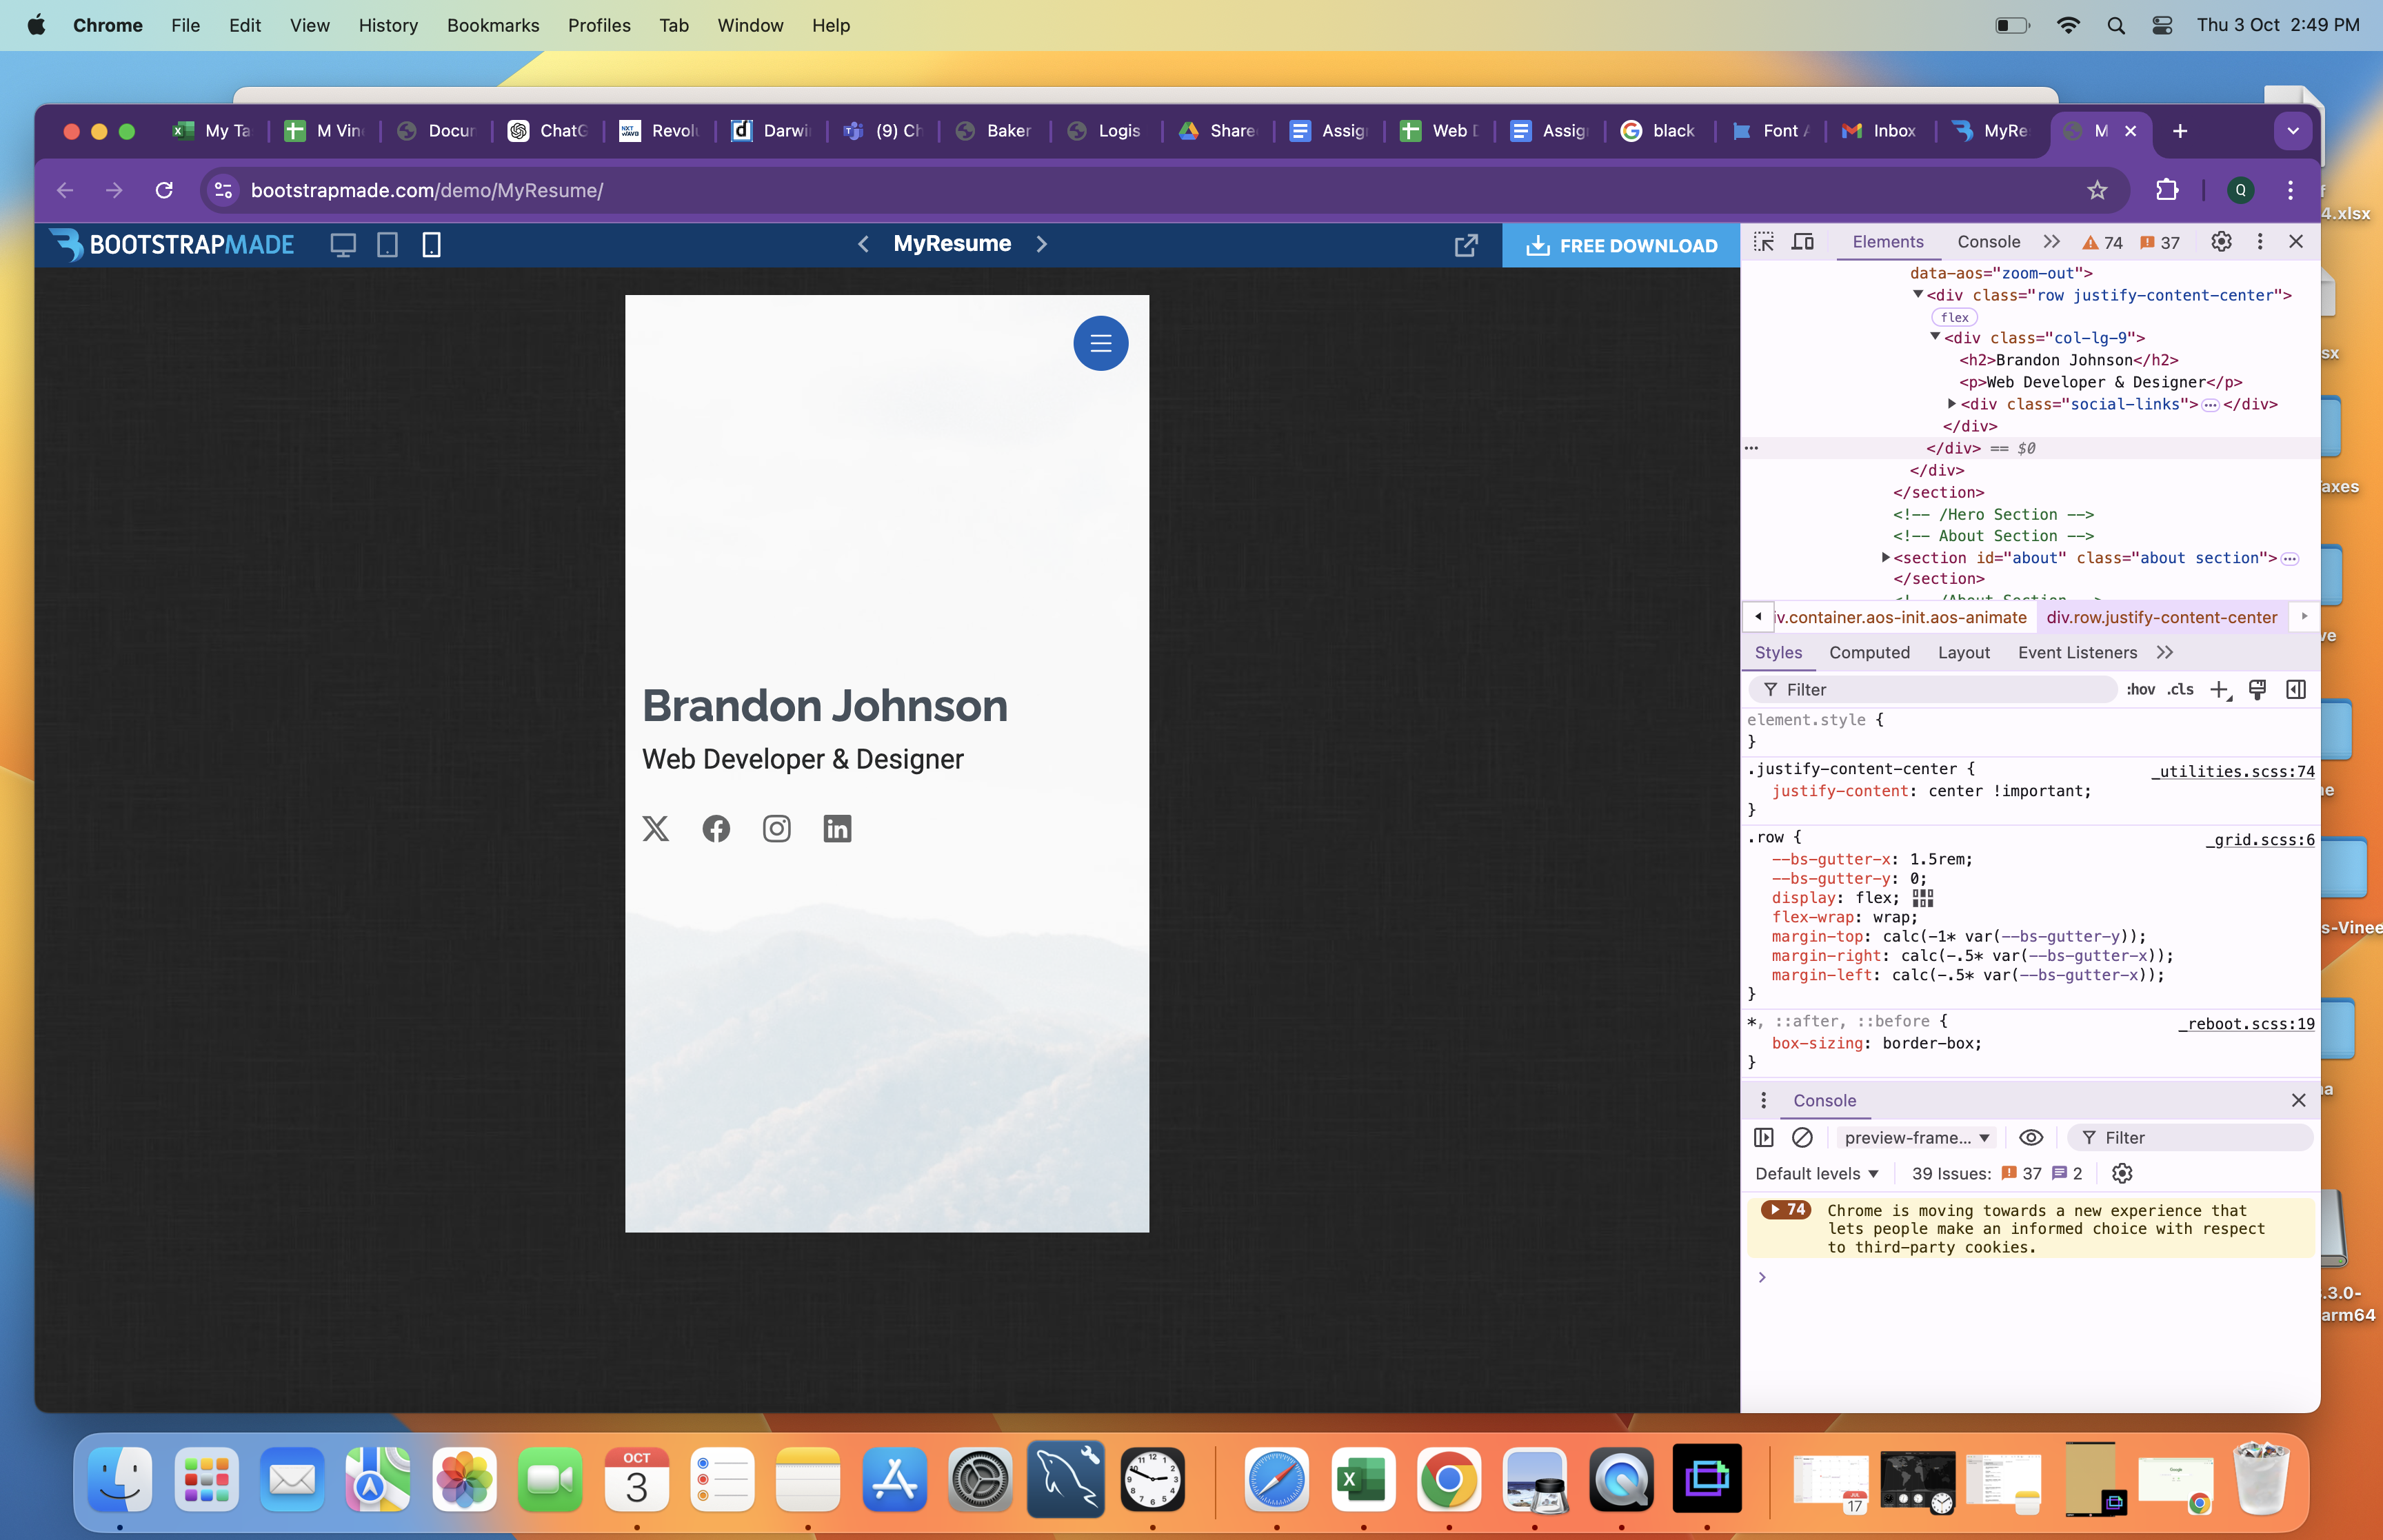 Chrome File Edit View History Bookmarks Profiles Tab Window Help Thu 3 Oct 2:49 PM
My Ta M Vin Docur ChatG Revolu Darwi (9) Ch Baker Logis Share Assig Web D Assig black Font A Inbox MyRe M
bootstrapmade.com/demo/MyResume/ Q
BOOTSTRAPMADE MyResume FREE DOWNLOAD
Brandon Johnson
Web Developer & Designer
Elements Console 74 37
data-aos="zoom-out">
<div class="row justify-content-center">
flex
<div class="col-lg-9">
<h2>Brandon Johnson</h2>
<p>Web Developer & Designer</p>
<div class="social-links"> ••• </div>
</div>
</div> == $0
</div>
</section>
<!-- /Hero Section -->
<!-- About Section -->
<section id="about" class="about section"> •••
</section>
<!-- /About Section -->
iv.container.aos-init.aos-animate div.row.justify-content-center
Styles Computed Layout Event Listeners
Filter :hov .cls
element.style {
}
.justify-content-center { _utilities.scss:74
justify-content: center !important;
}
.row { _grid.scss:6
--bs-gutter-x: 1.5rem;
--bs-gutter-y: 0;
display: flex;
flex-wrap: wrap;
margin-top: calc(-1* var(--bs-gutter-y));
margin-right: calc(-.5* var(--bs-gutter-x));
margin-left: calc(-.5* var(--bs-gutter-x));
}
*, ::after, ::before { _reboot.scss:19
box-sizing: border-box;
}
Console
preview-frame... Filter
Default levels 39 Issues: 37 2
74 Chrome is moving towards a new experience that
lets people make an informed choice with respect
to third-party cookies.
4.xlsx
sx
axes
ve
ne
s-Vinee
na
.3.0-
arm64
OCT
3
JUL
17